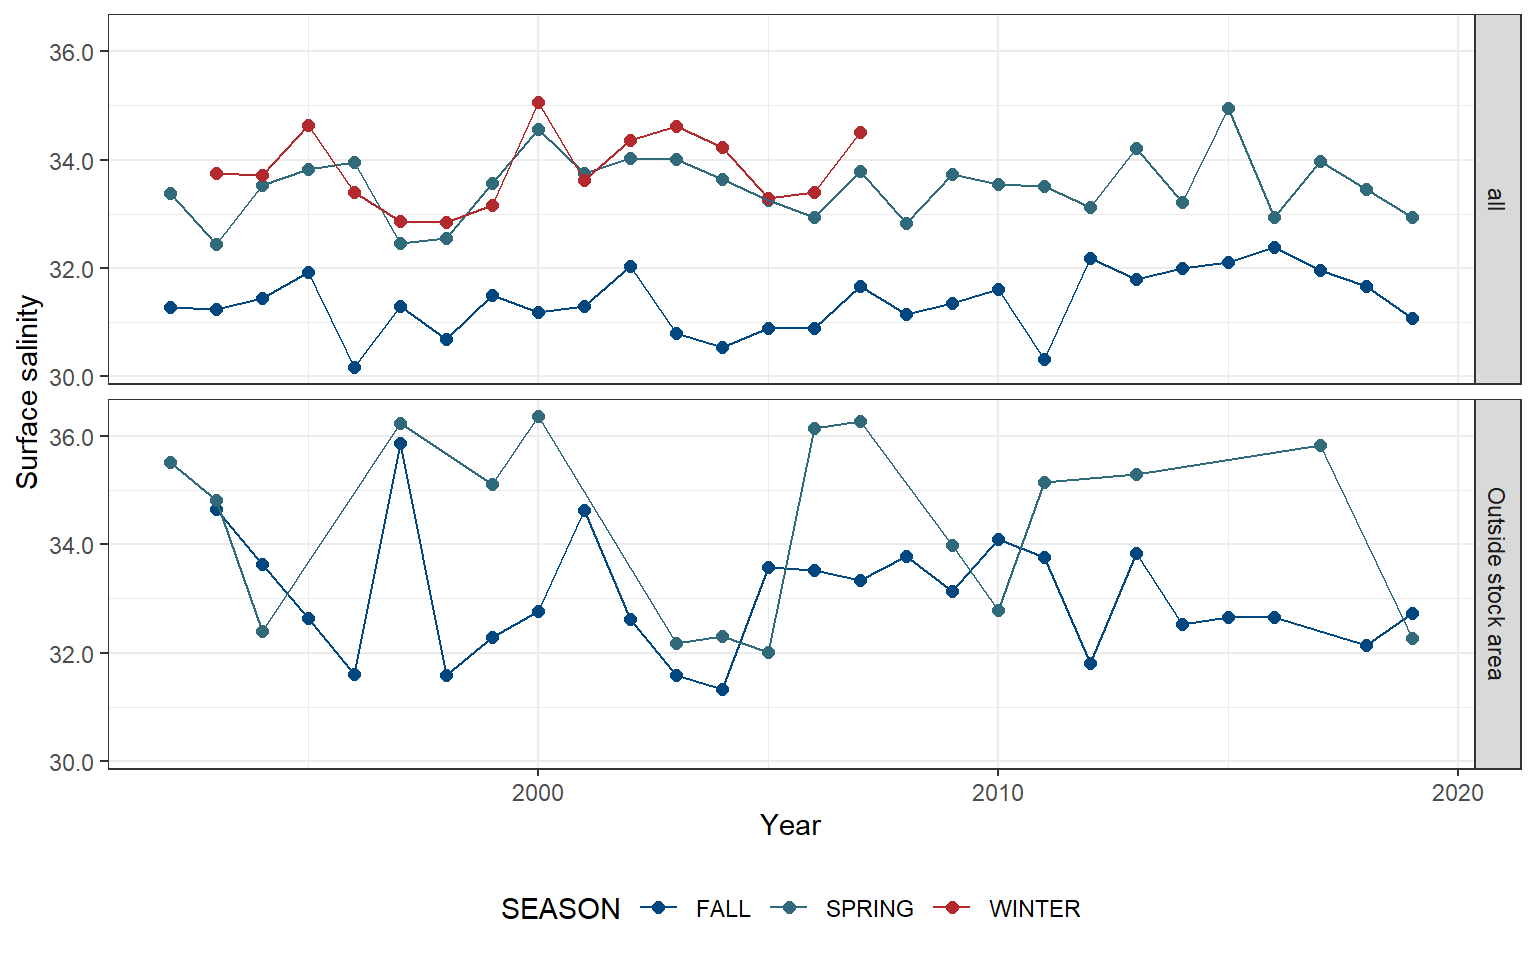 Surface salinity
36.0
34.0
32.0
30.0
all
36.0
34.0
32.0
30.0
Outside stock area
2000
2010
2020
Year
SEASON FALL SPRING WINTER